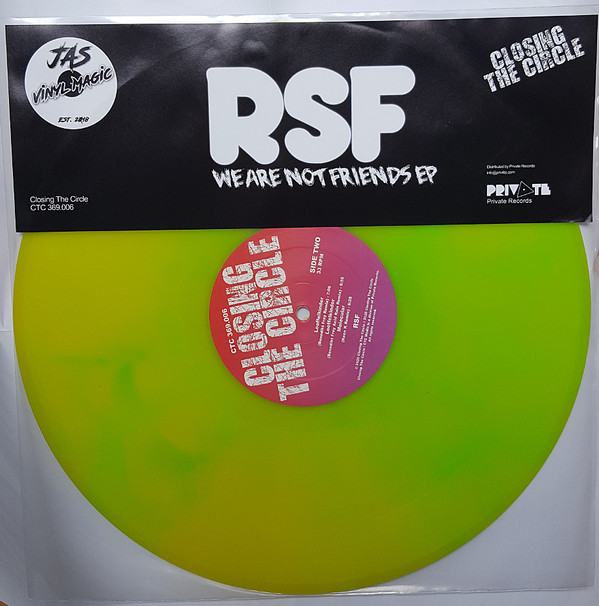 JAS
VINYL MAGIC
EST. 2018
CLOSING
THE CIRCLE
RSF
WE ARE NOT FRIENDS EP
Closing The Circle
CTC 369.006
Distributed by Private Records
PRIVATE
Private Records
CTC 369.006
CLOSING
THE CIRCLE
SIDE TWO
33 RPM
Molecular
RSF